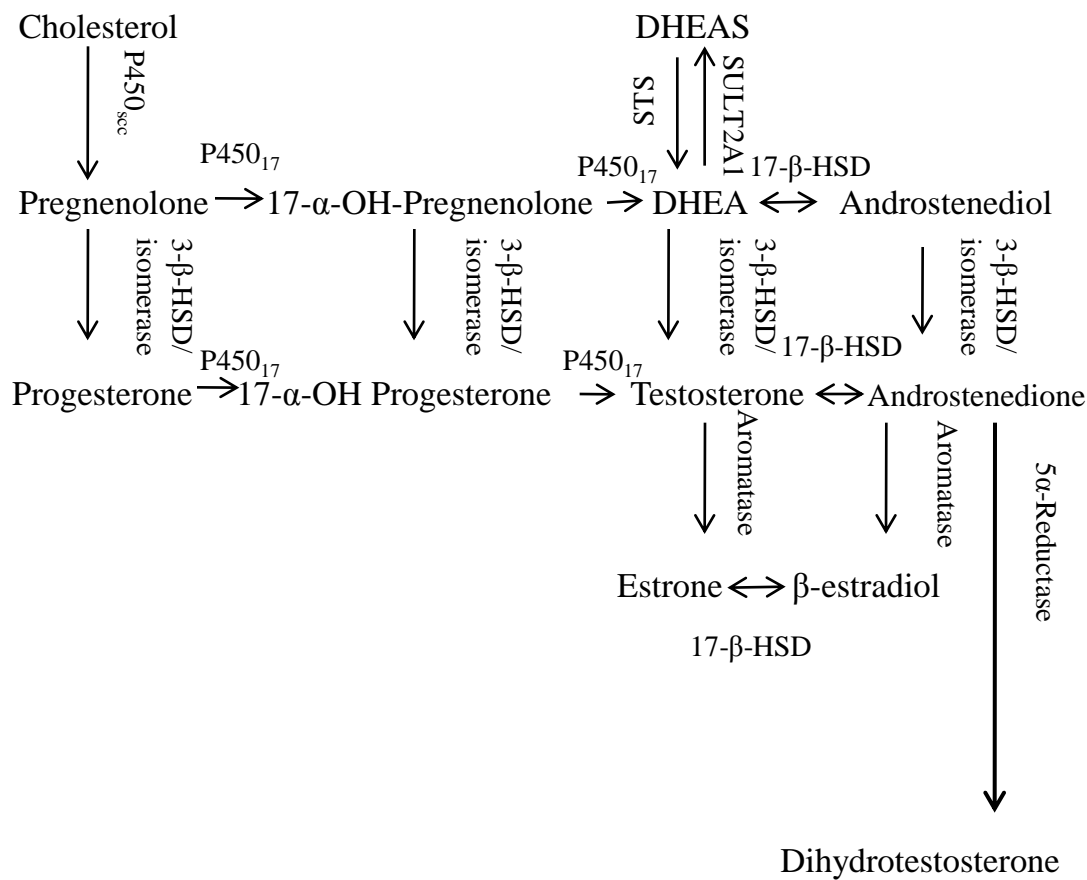 Cholesterol
DHEAS
P450scc
STS
SULT2A1
P450₁₇
P450₁₇
17-β-HSD
Pregnenolone
17-α-OH-Pregnenolone
DHEA
Androstenediol
3-β-HSD/
isomerase
3-β-HSD/
isomerase
3-β-HSD/
isomerase
3-β-HSD/
isomerase
P450₁₇
P450₁₇
17-β-HSD
Progesterone
17-α-OH Progesterone
Testosterone
Androstenedione
Aromatase
Aromatase
5α-Reductase
Estrone
β-estradiol
17-β-HSD
Dihydrotestosterone